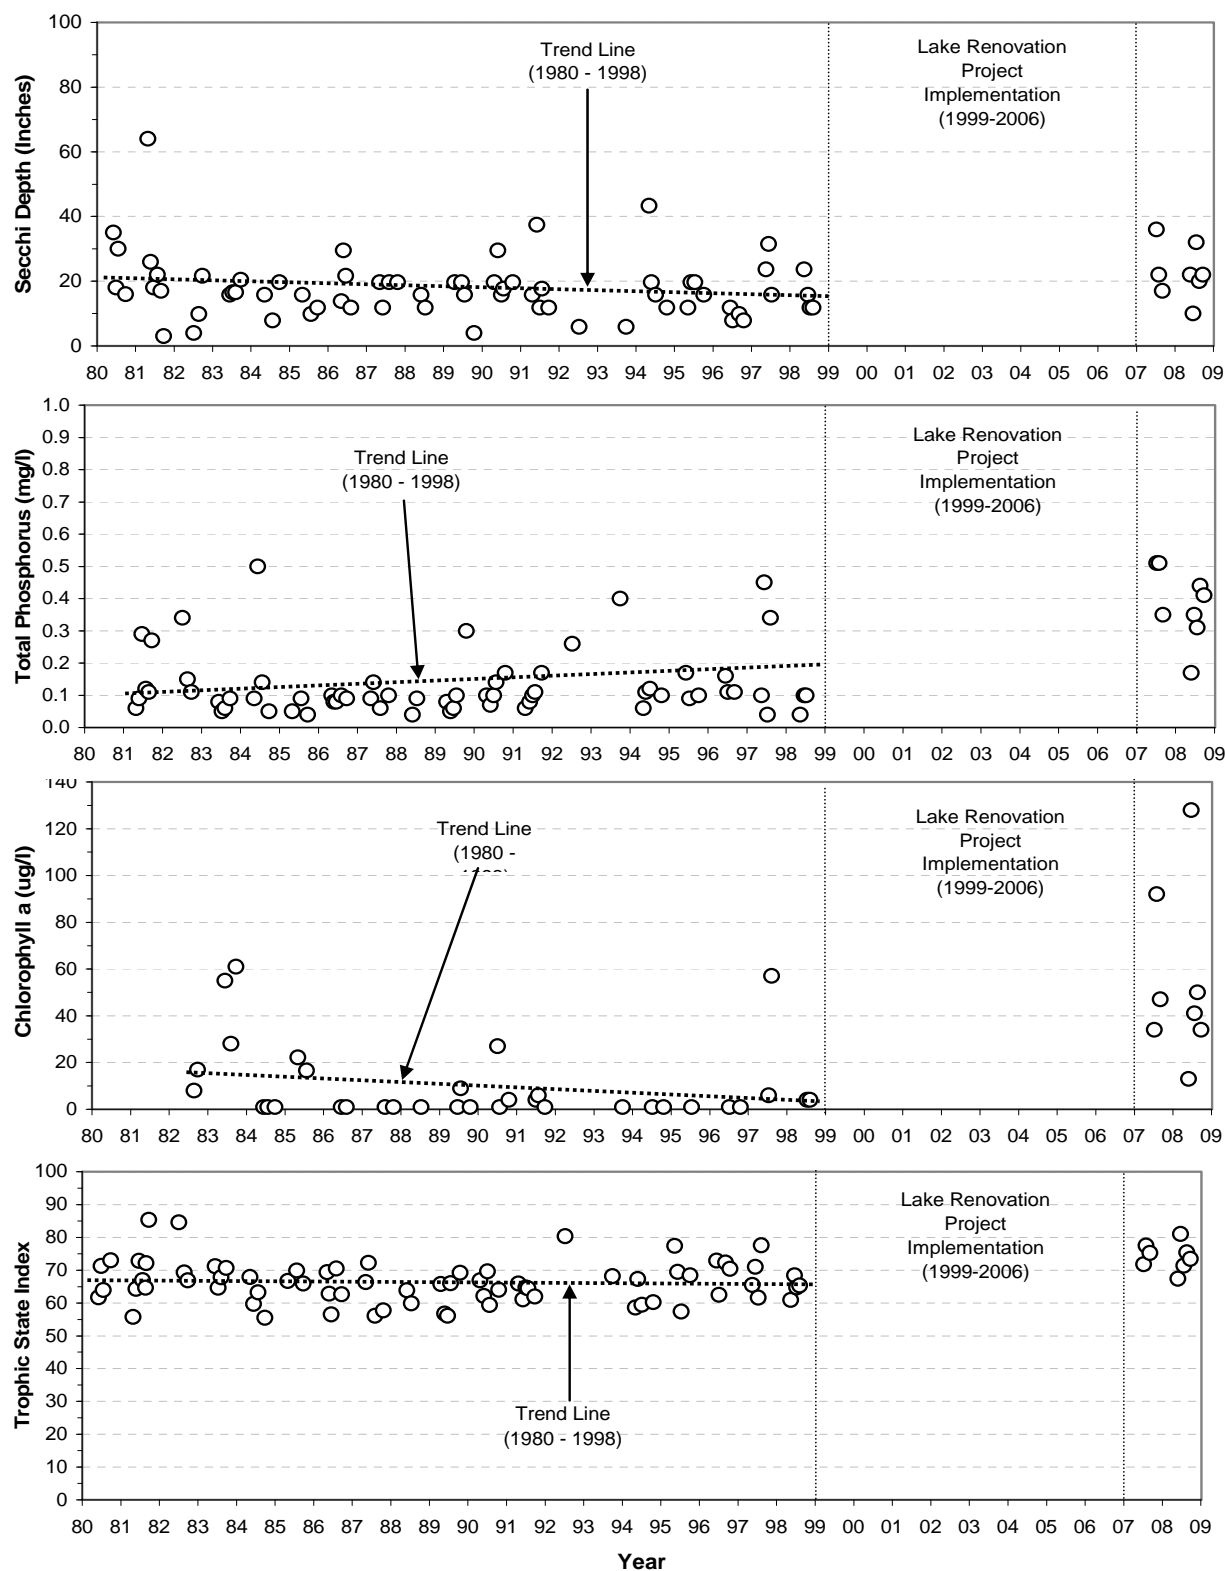 100
80
60
40
20
0
Secchi Depth (Inches)
Trend Line
(1980 - 1998)
Lake Renovation
Project
Implementation
(1999-2006)
80 81 82 83 84 85 86 87 88 89 90 91 92 93 94 95 96 97 98 99 00 01 02 03 04 05 06 07 08 09
1.0
0.9
0.8
0.7
0.6
0.5
0.4
0.3
0.2
0.1
0.0
Total Phosphorus (mg/l)
Trend Line
(1980 - 1998)
Lake Renovation
Project
Implementation
(1999-2006)
80 81 82 83 84 85 86 87 88 89 90 91 92 93 94 95 96 97 98 99 00 01 02 03 04 05 06 07 08 09
140
120
100
80
60
40
20
0
Chlorophyll a (ug/l)
Trend Line
(1980 -
Lake Renovation
Project
Implementation
(1999-2006)
80 81 82 83 84 85 86 87 88 89 90 91 92 93 94 95 96 97 98 99 00 01 02 03 04 05 06 07 08 09
100
90
80
70
60
50
40
30
20
10
0
Trophic State Index
Lake Renovation
Project
Implementation
(1999-2006)
Trend Line
(1980 - 1998)
80 81 82 83 84 85 86 87 88 89 90 91 92 93 94 95 96 97 98 99 00 01 02 03 04 05 06 07 08 09
Year